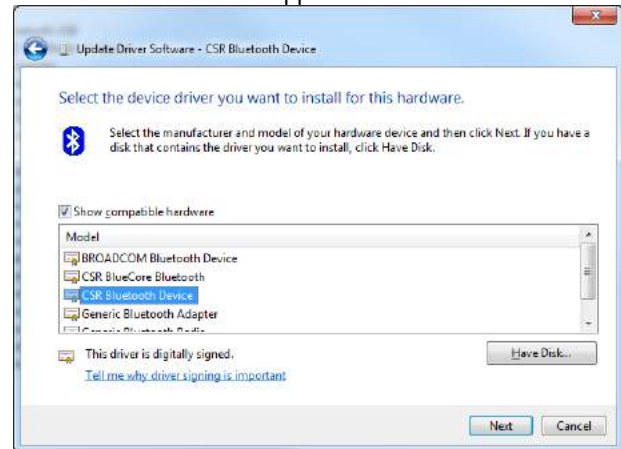 Update Driver Software - CSR Bluetooth Device
Select the device driver you want to install for this hardware.
Select the manufacturer and model of your hardware device and then click Next. If you have a
disk that contains the driver you want to install, click Have Disk.
Show compatible hardware
Model
BROADCOM Bluetooth Device
CSR BlueCore Bluetooth
CSR Bluetooth Device
Generic Bluetooth Adapter
Generic Bluetooth Radio
This driver is digitally signed.
Have Disk...
Tell me why driver signing is important
Next
Cancel